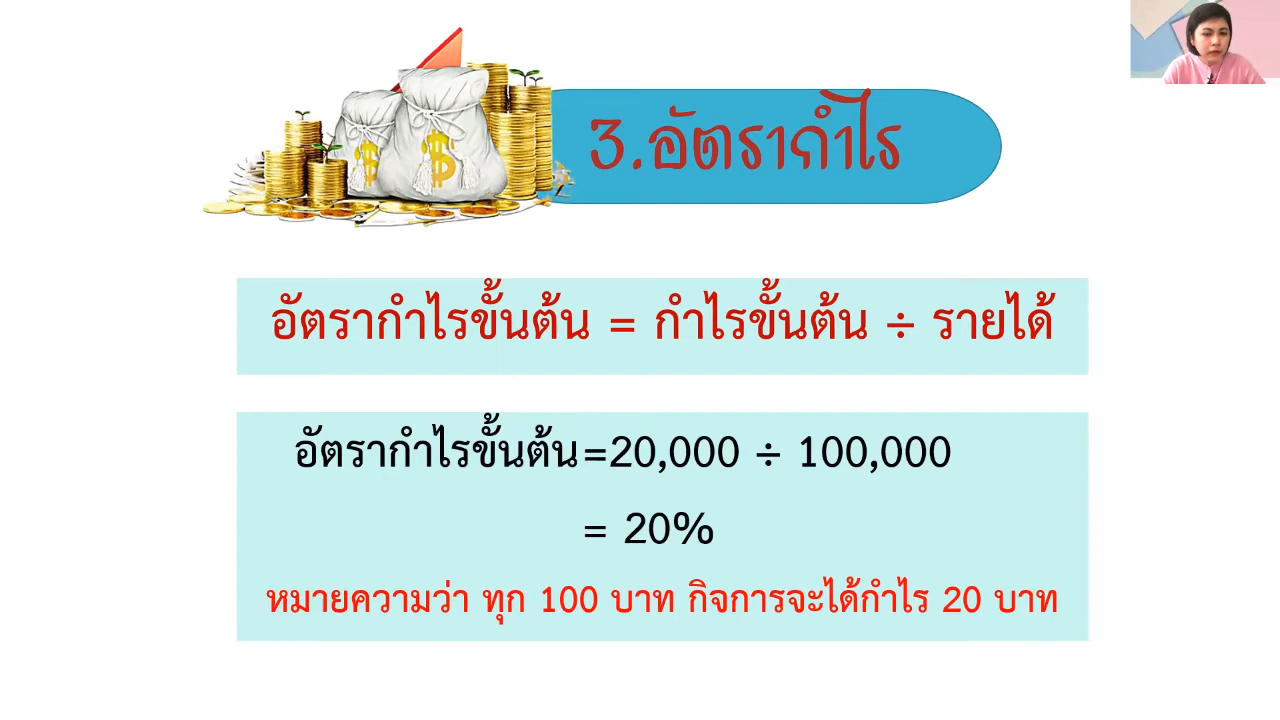 3.อัตรากำไร
อัตรากำไรขั้นต้น = กำไรขั้นต้น ÷ รายได้
อัตรากำไรขั้นต้น=20,000 ÷ 100,000
= 20%
หมายความว่า ทุก 100 บาท กิจการจะได้กำไร 20 บาท